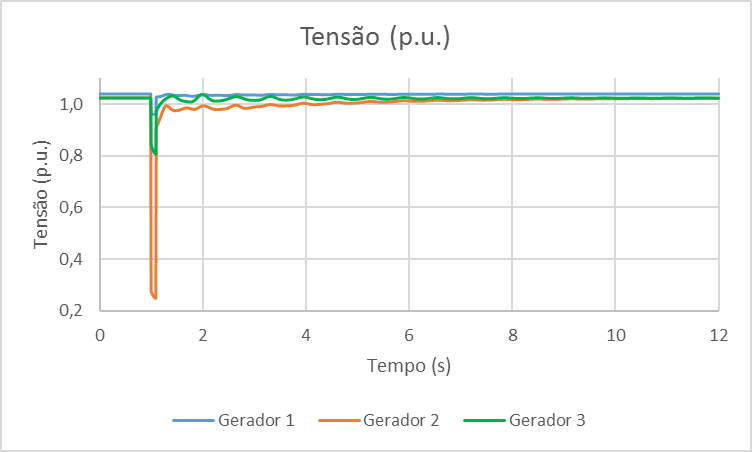 Tensão (p.u.)
Tensão (p.u.)
1,0
0,8
0,6
0,4
0,2
0 2 4 6 8 10 12
Tempo (s)
Gerador 1 Gerador 2 Gerador 3